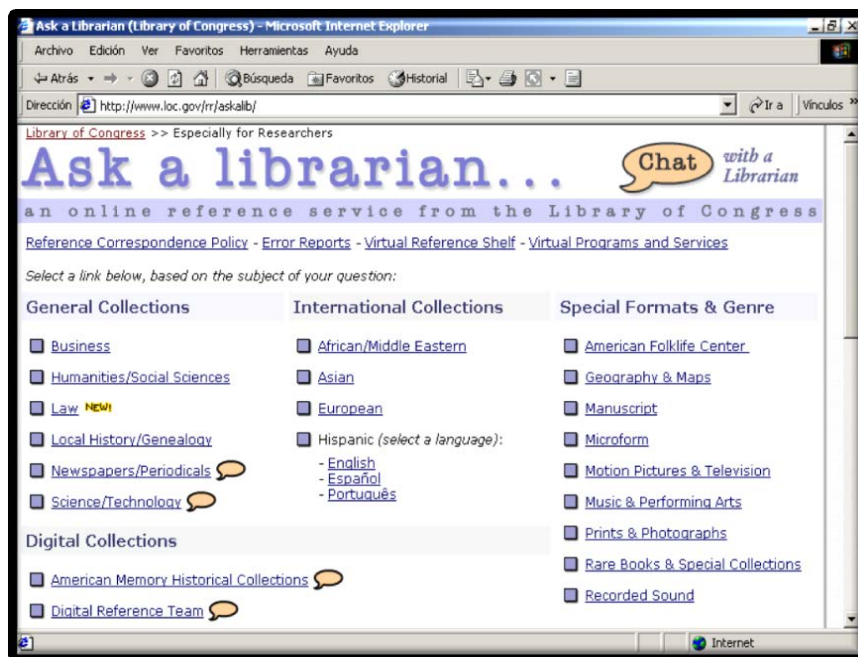 Ask a Librarian (Library of Congress) - Microsoft Internet Explorer
Archivo Edición Ver Favoritos Herramientas Ayuda
Atrás Búsqueda Favoritos Historial
Dirección http://www.loc.gov/rr/askalib/ Ir a Vínculos »
Library of Congress >> Especially for Researchers
Ask a librarian... Chat with a Librarian
an online reference service from the Library of Congress
Reference Correspondence Policy - Error Reports - Virtual Reference Shelf - Virtual Programs and Services
Select a link below, based on the subject of your question:
General Collections
Business
Humanities/Social Sciences
Law NEW!
Local History/Genealogy
Newspapers/Periodicals
Science/Technology
International Collections
African/Middle Eastern
Asian
European
Hispanic (select a language):
- English
- Español
- Português
Digital Collections
American Memory Historical Collections
Digital Reference Team
Special Formats & Genre
American Folklife Center
Geography & Maps
Manuscript
Microform
Motion Pictures & Television
Music & Performing Arts
Prints & Photographs
Rare Books & Special Collections
Recorded Sound
Internet